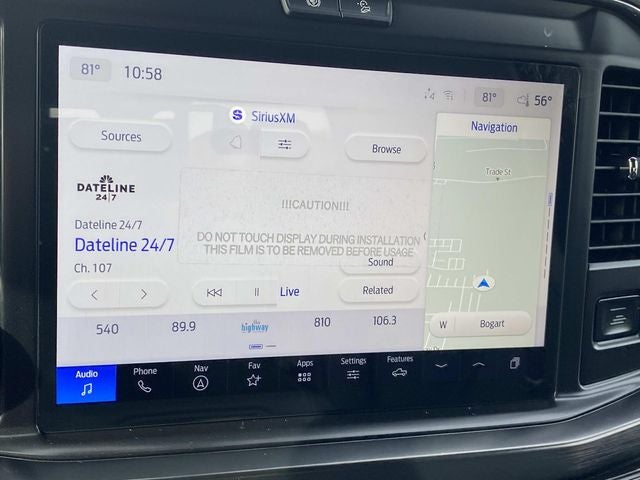 81° 10:58
81° 56°
SiriusXM
Navigation
Sources
Browse
Trade St
DATELINE
24|7
!!!CAUTION!!!
Dateline 24/7
Dateline 24/7
DO NOT TOUCH DISPLAY DURING INSTALLATION
THIS FILM IS TO BE REMOVED BEFORE USAGE
Sound
Ch. 107
Live
Related
W Bogart
540 89.9 the highway 810 106.3
Audio Phone Nav Fav Apps Settings Features